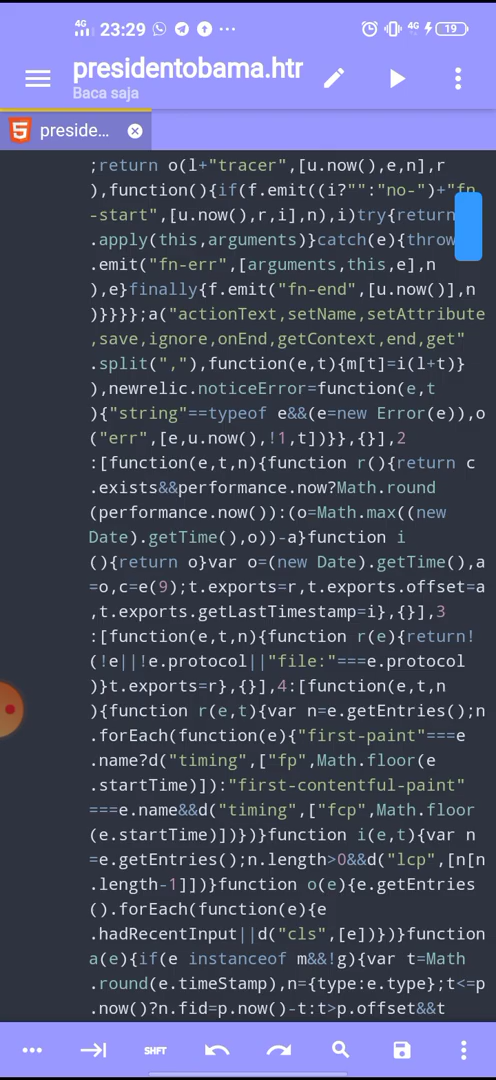 4G 23:29 ... 4G 19
presidentobama.htr
Baca saja
5 preside...
;return o(l+"tracer",[u.now(),e,n],r
),function(){if(f.emit((i?"":"no-")+"fn
-start",[u.now(),r,i],n),i)try{return
.apply(this,arguments)}catch(e){throw
.emit("fn-err",[arguments,this,e],n
),e}finally{f.emit("fn-end",[u.now()],n
)}}}};a("actionText,setName,setAttribute
,save,ignore,onEnd,getContext,end,get"
.split(","),function(e,t){m[t]=i(l+t)}
),newrelic.noticeError=function(e,t
){"string"==typeof e&&(e=new Error(e)),o
("err",[e,u.now(),!1,t])}},{}],2
:[function(e,t,n){function r(){return c
.exists&&performance.now?Math.round
(performance.now()):(o=Math.max((new
Date).getTime(),o))-a}function i
(){return o}var o=(new Date).getTime(),a
=o,c=e(9);t.exports=r,t.exports.offset=a
,t.exports.getLastTimestamp=i},{}],3
:[function(e,t,n){function r(e){return!
(!e||!e.protocol||"file:"===e.protocol
)}t.exports=r},{}],4:[function(e,t,n
){function r(e,t){var n=e.getEntries();n
.forEach(function(e){"first-paint"===e
.name?d("timing",["fp",Math.floor(e
.startTime)]):"first-contentful-paint"
===e.name&&d("timing",["fcp",Math.floor
(e.startTime)])})}function i(e,t){var n
=e.getEntries();n.length>0&&d("lcp",[n[n
.length-1]])}function o(e){e.getEntries
().forEach(function(e){e
.hadRecentInput||d("cls",[e])})}function
a(e){if(e instanceof m&&!g){var t=Math
.round(e.timeStamp),n={type:e.type};t<=p
.now()?n.fid=p.now()-t:t>p.offset&&t
SHFT